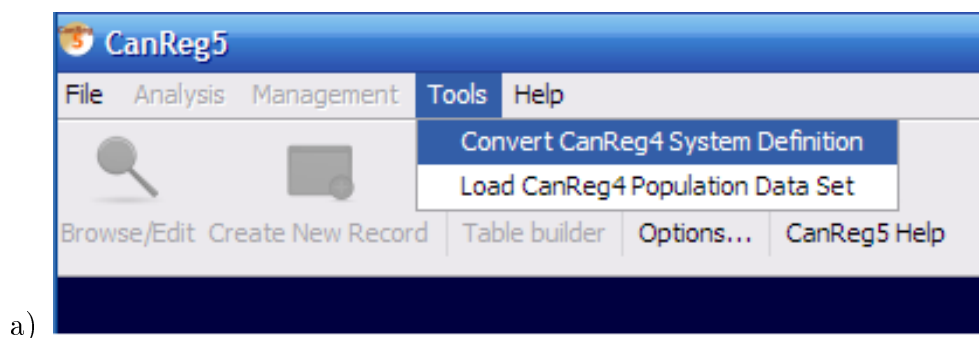 CanReg5
File Analysis Management Tools Help
Convert CanReg4 System Definition
Load CanReg4 Population Data Set
Browse/Edit Create New Record Table builder Options... CanReg5 Help
a)